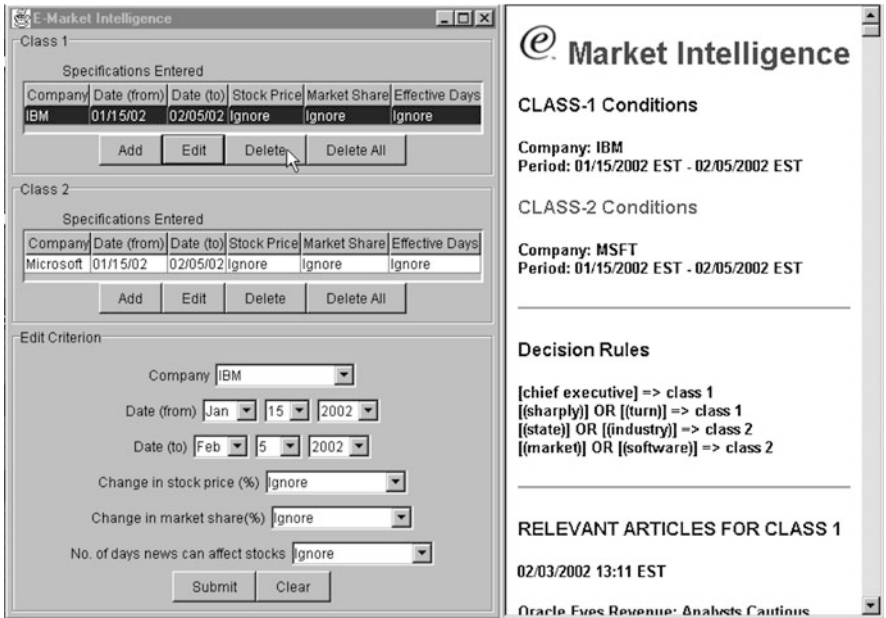 E-Market Intelligence
Class 1
Specifications Entered
Company Date (from) Date (to) Stock Price Market Share Effective Days
IBM 01/15/02 02/05/02 Ignore Ignore Ignore
Add Edit Delete Delete All
Class 2
Specifications Entered
Company Date (from) Date (to) Stock Price Market Share Effective Days
Microsoft 01/15/02 02/05/02 Ignore Ignore Ignore
Add Edit Delete Delete All
Edit Criterion
Company IBM
Date (from) Jan 15 2002
Date (to) Feb 5 2002
Change in stock price (%) Ignore
Change in market share(%) Ignore
No. of days news can affect stocks Ignore
Submit Clear
e Market Intelligence
CLASS-1 Conditions
Company: IBM
Period: 01/15/2002 EST - 02/05/2002 EST
CLASS-2 Conditions
Company: MSFT
Period: 01/15/2002 EST - 02/05/2002 EST
Decision Rules
[chief executive] => class 1
[(sharply)] OR [(turn)] => class 1
[(state)] OR [(industry)] => class 2
[(market)] OR [(software)] => class 2
RELEVANT ARTICLES FOR CLASS 1
02/03/2002 13:11 EST
Oracle Eyes Revenue: Analysts Cautious